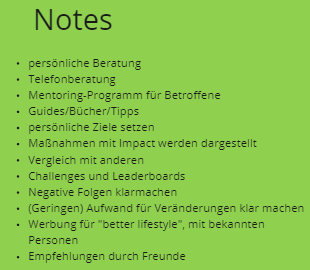 Notes
• persönliche Beratung
• Telefonberatung
• Mentoring-Programm für Betroffene
• Guides/Bücher/Tipps
• persönliche Ziele setzen
• Maßnahmen mit Impact werden dargestellt
• Vergleich mit anderen
• Challenges und Leaderboards
• Negative Folgen klarmachen
• (Geringen) Aufwand für Veränderungen klar machen
• Werbung für "better lifestyle", mit bekannten
Personen
• Empfehlungen durch Freunde